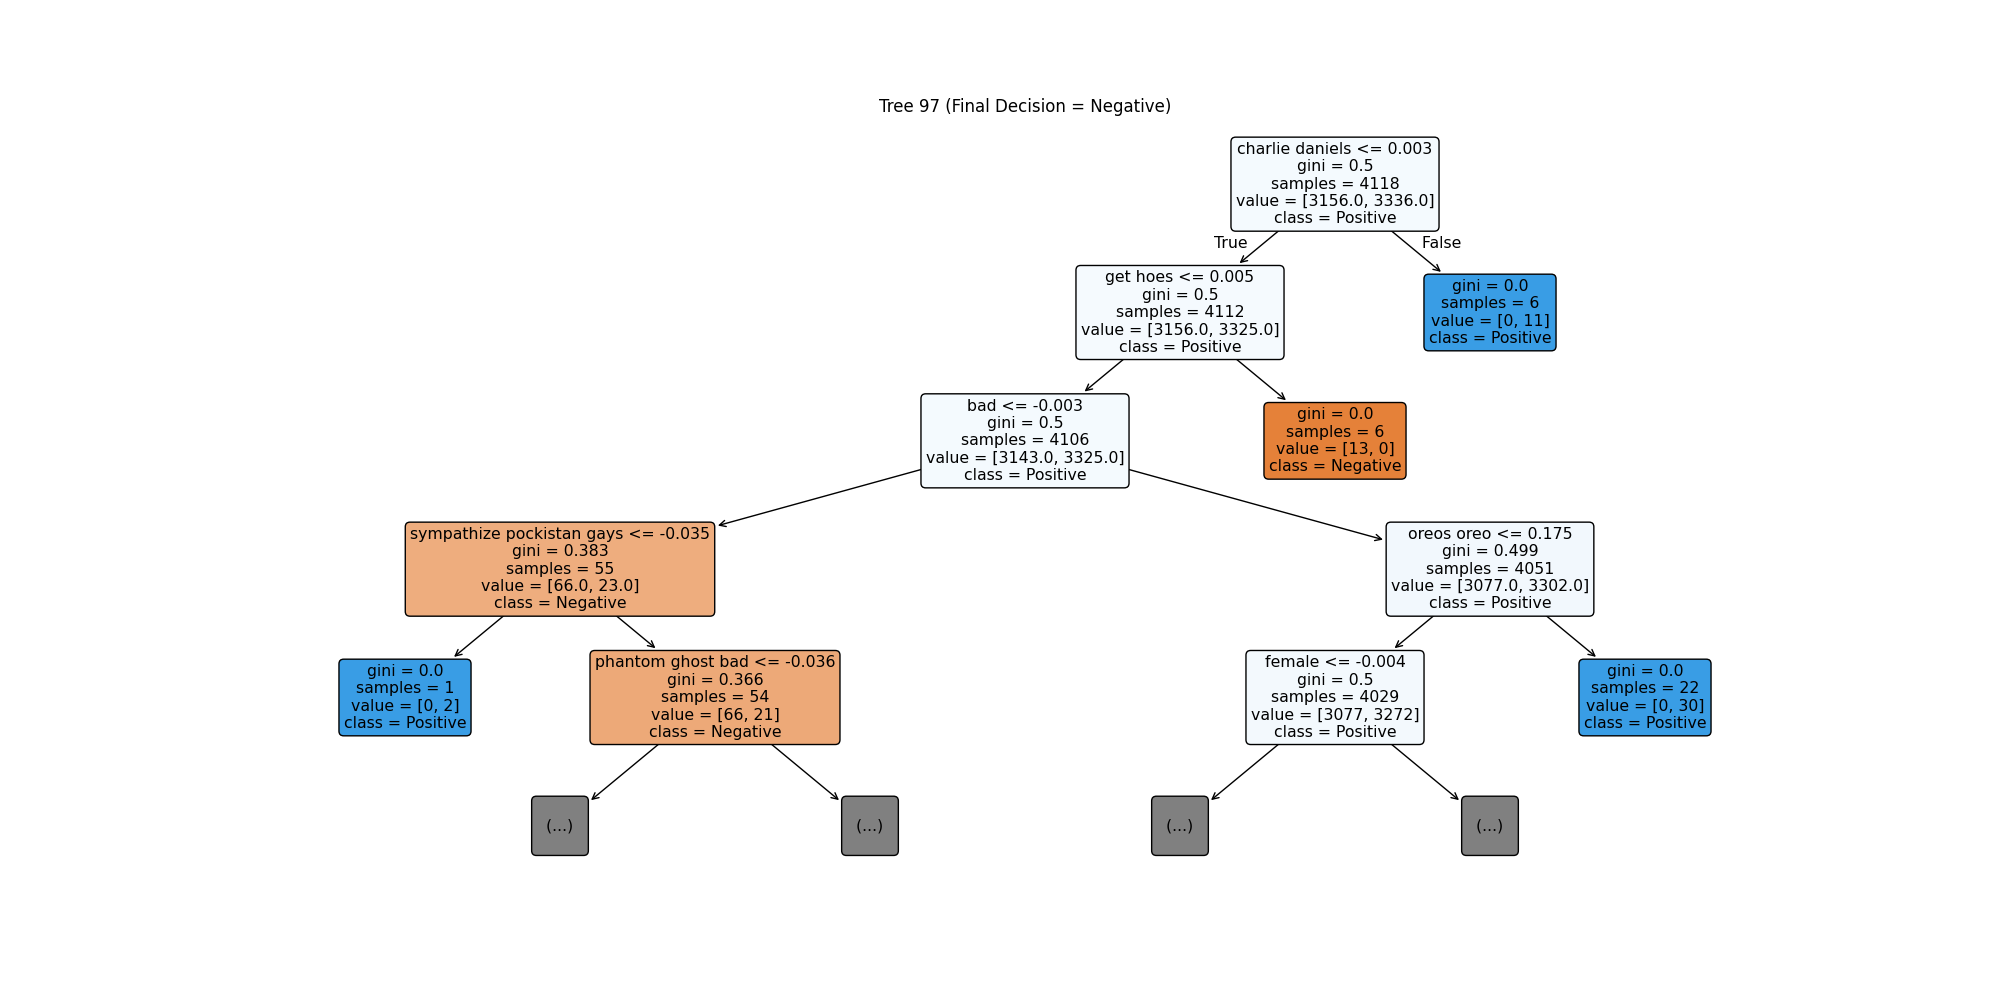 Tree 97 (Final Decision = Negative)
charlie daniels <= 0.003
gini = 0.5
samples = 4118
value = [3156.0, 3336.0]
class = Positive
True
False
get hoes <= 0.005
gini = 0.5
samples = 4112
value = [3156.0, 3325.0]
class = Positive
gini = 0.0
samples = 6
value = [0, 11]
class = Positive
bad <= -0.003
gini = 0.5
samples = 4106
value = [3143.0, 3325.0]
class = Positive
gini = 0.0
samples = 6
value = [13, 0]
class = Negative
sympathize pockistan gays <= -0.035
gini = 0.383
samples = 55
value = [66.0, 23.0]
class = Negative
oreos oreo <= 0.175
gini = 0.499
samples = 4051
value = [3077.0, 3302.0]
class = Positive
gini = 0.0
samples = 1
value = [0, 2]
class = Positive
phantom ghost bad <= -0.036
gini = 0.366
samples = 54
value = [66, 21]
class = Negative
female <= -0.004
gini = 0.5
samples = 4029
value = [3077, 3272]
class = Positive
gini = 0.0
samples = 22
value = [0, 30]
class = Positive
(...)
(...)
(...)
(...)